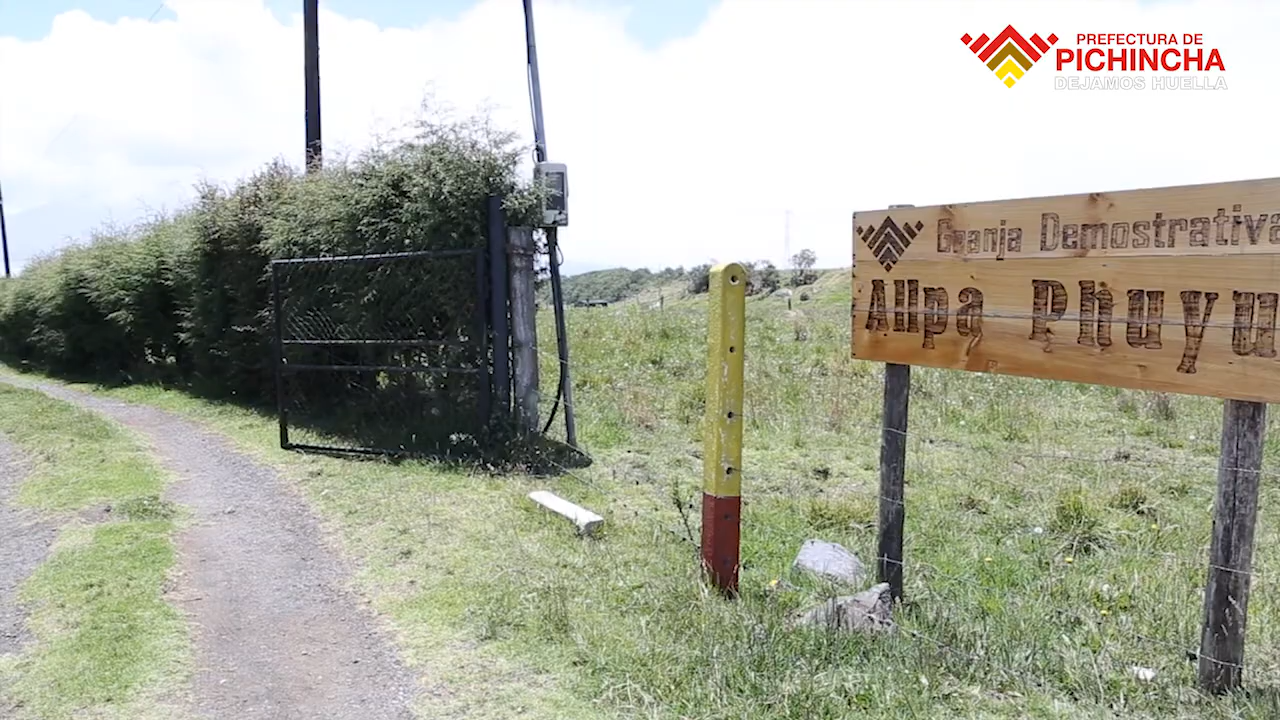 PREFECTURA DE
PICHINCHA
DEJAMOS HUELLA
Granja Demostrativa
Allpa Phuyu